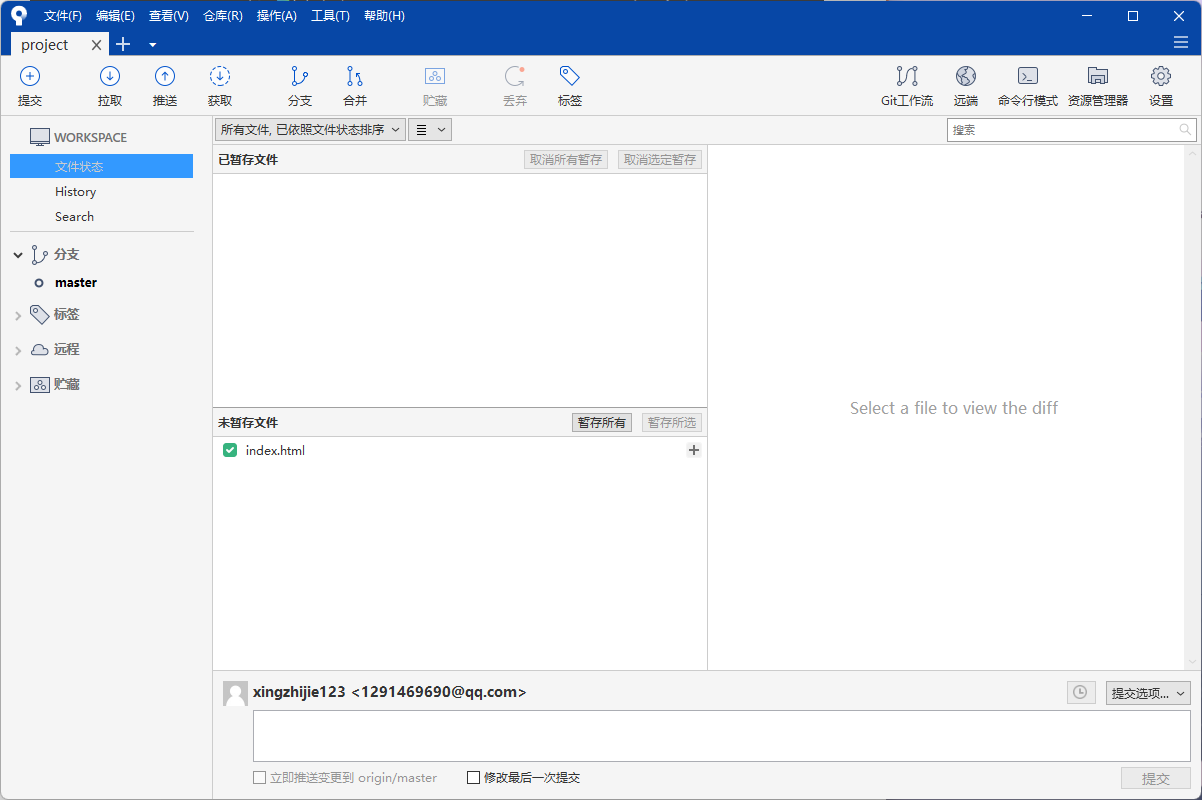 文件(F) 编辑(E) 查看(V) 仓库(R) 操作(A) 工具(T) 帮助(H)
project
提交 拉取 推送 获取 分支 合并 贮藏 丢弃 标签 Git工作流 远端 命令行模式 资源管理器 设置
WORKSPACE
文件状态
History
Search
分支
master
标签
远程
贮藏
所有文件, 已依照文件状态排序
搜索
已暂存文件 取消所有暂存 取消选定暂存
未暂存文件 暂存所有 暂存所选
index.html
Select a file to view the diff
xingzhijie123 <1291469690@qq.com>
提交选项...
立即推送变更到 origin/master 修改最后一次提交
提交